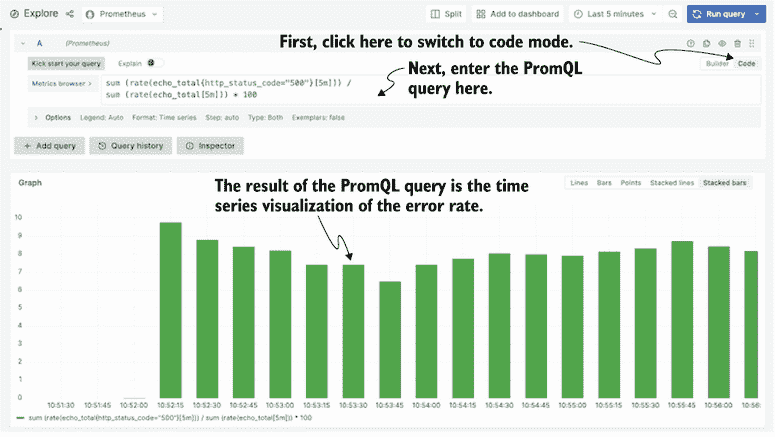 Explore Prometheus Split Add to dashboard Last 5 minutes Run query
A (Prometheus)
First, click here to switch to code mode.
Kick start your query Explain Builder Code
Next, enter the PromQL
query here.
Metrics browser > sum (rate(echo_total{http_status_code="500"}[5m])) /
sum (rate(echo_total[5m])) * 100
> Options Legend: Auto Format: Time series Step: auto Type: Both Exemplars: false
+ Add query Query history Inspector
Graph Lines Bars Points Stacked lines Stacked bars
The result of the PromQL query is the time
series visualization of the error rate.
10
9
8
7
6
5
4
3
2
1
0
10:51:30 10:51:45 10:52:00 10:52:15 10:52:30 10:52:45 10:53:00 10:53:15 10:53:30 10:53:45 10:54:00 10:54:15 10:54:30 10:54:45 10:55:00 10:55:15 10:55:30 10:55:45 10:56:00 10:56:
sum (rate(echo_total{http_status_code="500"}[5m])) / sum (rate(echo_total[5m])) * 100